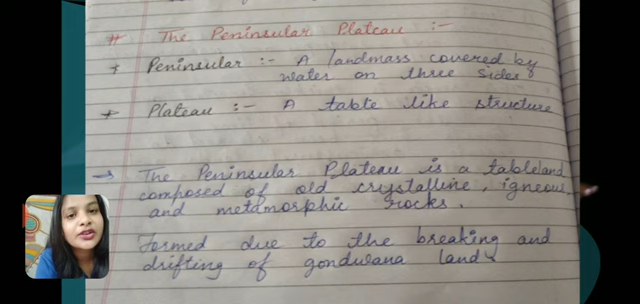 # The Peninsular Plateau :-
+ Peninsular :- A landmass covered by
water on three sides
+ Plateau :- A table like structure
→ The Peninsular Plateau is a tableland
composed of old crystalline, igneous
and metamorphic rocks.
Formed due to the breaking and
drifting of gondwana land